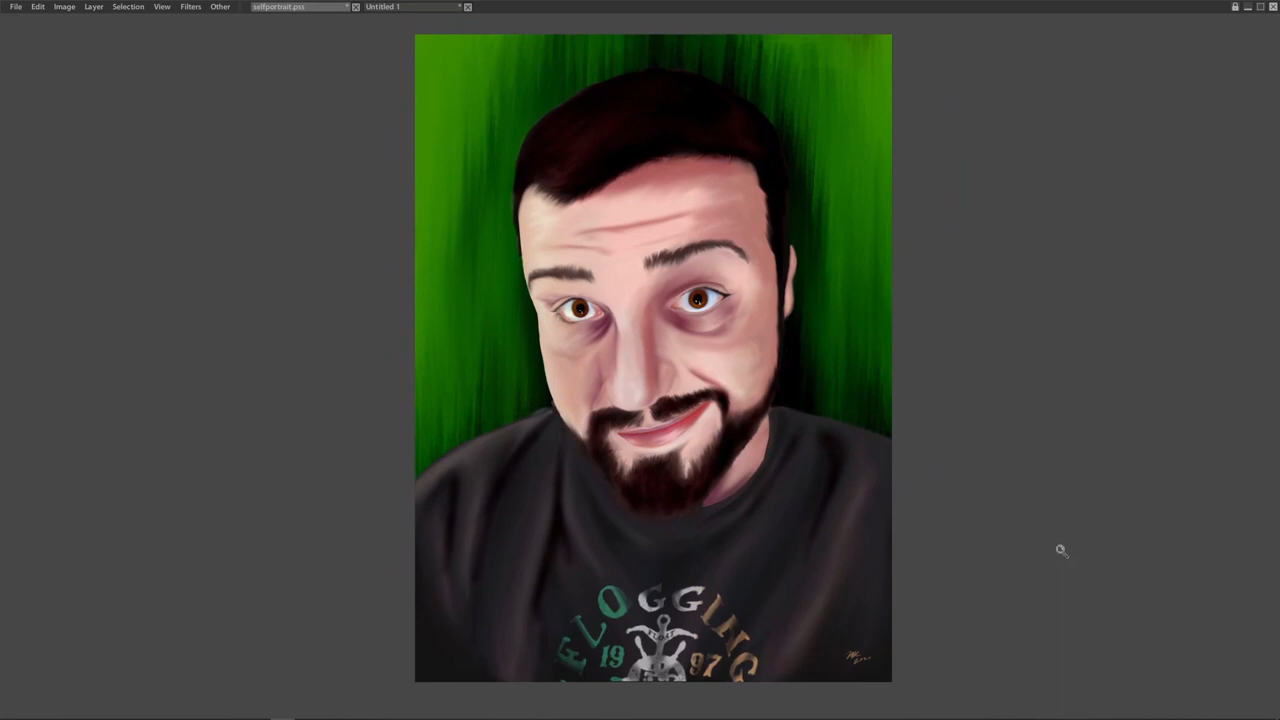 File Edit Image Layer Selection View Filters Other selfportrait.pss * Untitled 1 *
FLOGGING
19 97